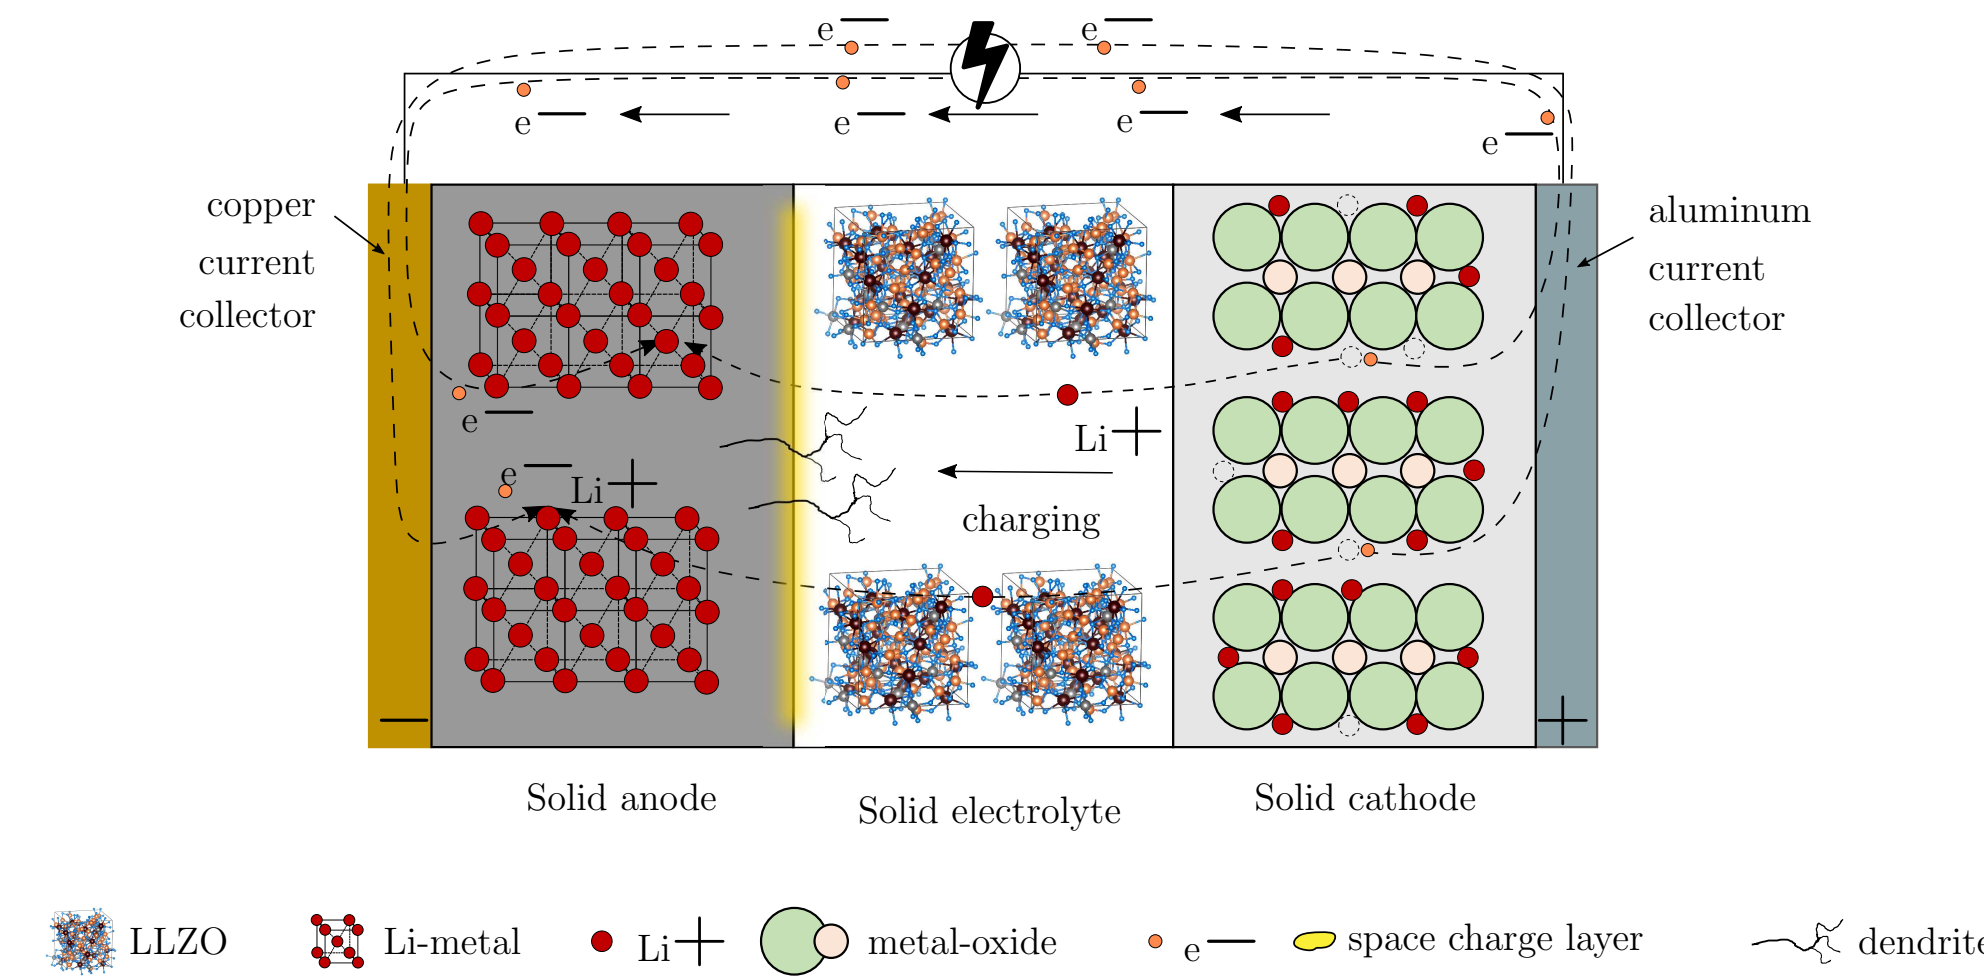 e−
e−
e−
e−
e−
e−
copper
current
collector
aluminum
current
collector
e−
Li+
e−
Li+
charging
−
+
Solid anode
Solid electrolyte
Solid cathode
LLZO
Li-metal
Li+
metal-oxide
e−
space charge layer
dendrite